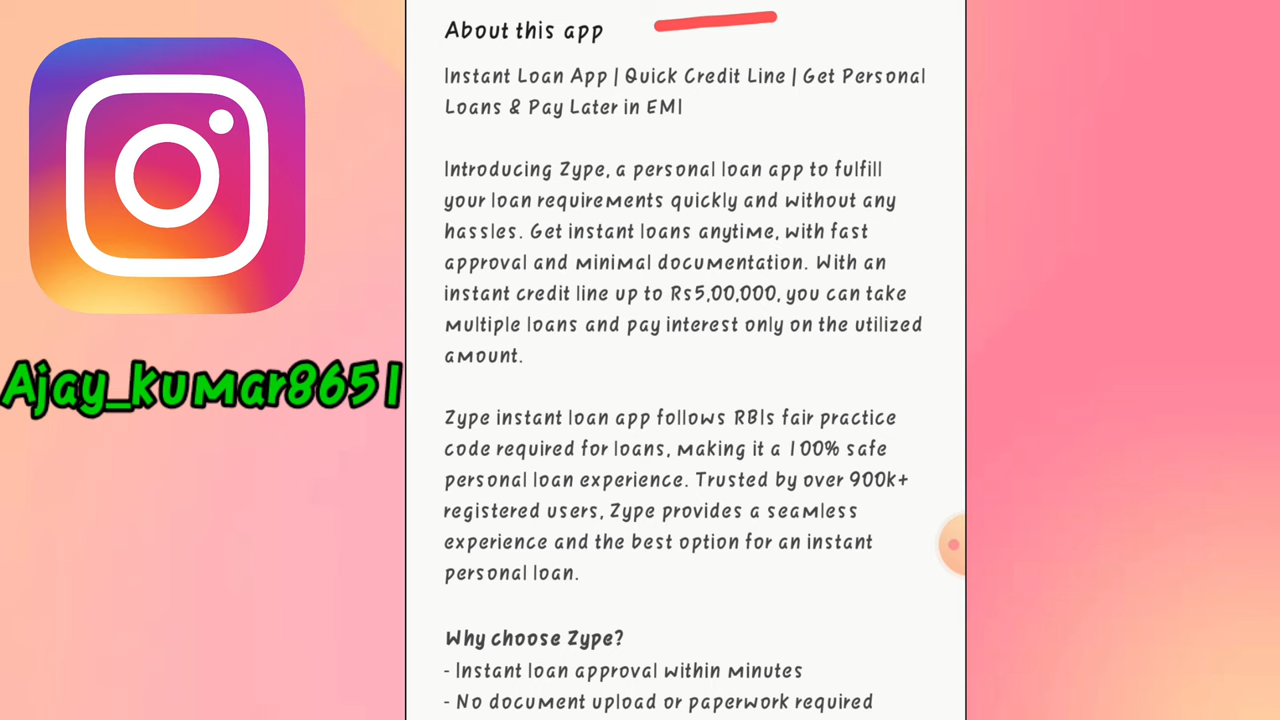 About this app
Instant Loan App | Quick Credit Line | Get Personal
Loans & Pay Later in EMI
Introducing Zype, a personal loan app to fulfill
your loan requirements quickly and without any
hassles. Get instant loans anytime, with fast
approval and minimal documentation. With an
instant credit line up to Rs5,00,000, you can take
multiple loans and pay interest only on the utilized
amount.
Zype instant loan app follows RBIs fair practice
code required for loans, making it a 100% safe
personal loan experience. Trusted by over 900k+
registered users, Zype provides a seamless
experience and the best option for an instant
personal loan.
Why choose Zype?
- Instant loan approval within minutes
- No document upload or paperwork required
Ajay_kumar8651